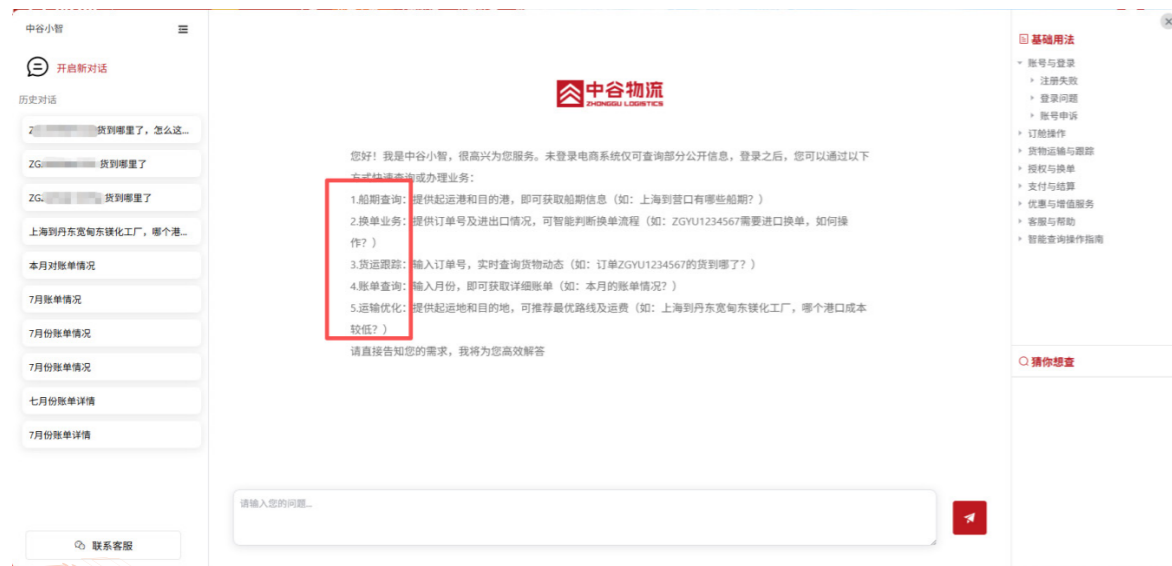 中谷小智
开启新对话
历史对话
货到哪里了，怎么这...
ZG 货到哪里了
ZG 货到哪里了
上海到丹东宽甸东镁化工厂，哪个港...
本月对账单情况
7月账单情况
7月份账单情况
7月份账单情况
七月份账单详情
7月份账单详情
联系客服
中谷物流
ZHONGGU LOGISTICS
您好！我是中谷小智，很高兴为您服务。未登录电商系统仅可查询部分公开信息，登录之后，您可以通过以下
方式快速查询或办理业务：
1.船期查询：提供起运港和目的港，即可获取船期信息（如：上海到营口有哪些船期？）
2.换单业务：提供订单号及进出口情况，可智能判断换单流程（如：ZGYU1234567需要进口换单，如何操
作？）
3.货运跟踪：输入订单号，实时查询货物动态（如：订单ZGYU1234567的货到哪了？）
4.账单查询：输入月份，即可获取详细账单（如：本月的账单情况？）
5.运输优化：提供起运地和目的地，可推荐最优路线及运费（如：上海到丹东宽甸东镁化工厂，哪个港口成本
较低？）
请直接告知您的需求，我将为您高效解答
请输入您的问题...
基础用法
账号与登录
注册失败
登录问题
账号申诉
订舱操作
货物运输与跟踪
授权与换单
支付与结算
优惠与增值服务
客服与帮助
智能查询操作指南
猜你想查